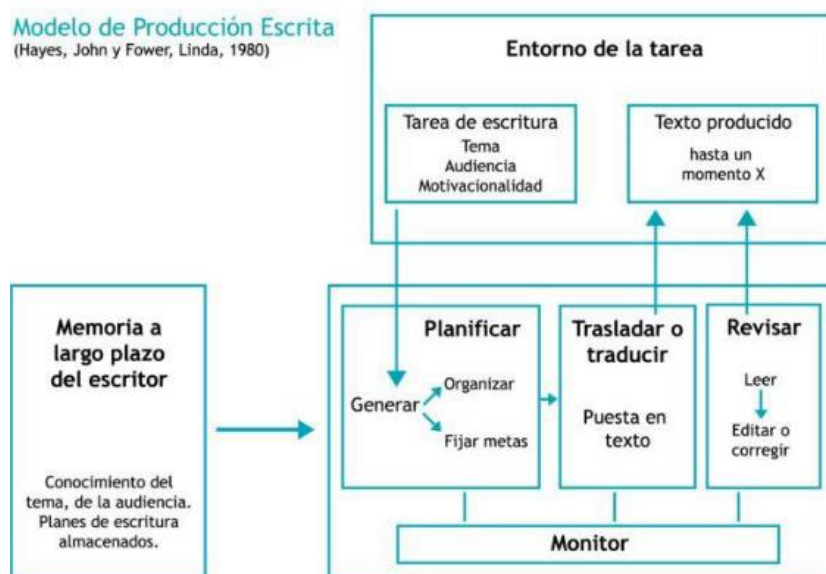 Modelo de Producción Escrita
(Hayes, John y Fower, Linda, 1980)
Entorno de la tarea
Tarea de escritura
Tema
Audiencia
Motivacionalidad
Texto producido
hasta un
momento X
Memoria a
largo plazo
del escritor
Conocimiento del
tema, de la audiencia.
Planes de escritura
almacenados.
Planificar
Generar
Organizar
Fijar metas
Trasladar o
traducir
Puesta en
texto
Revisar
Leer
Editar o
corregir
Monitor